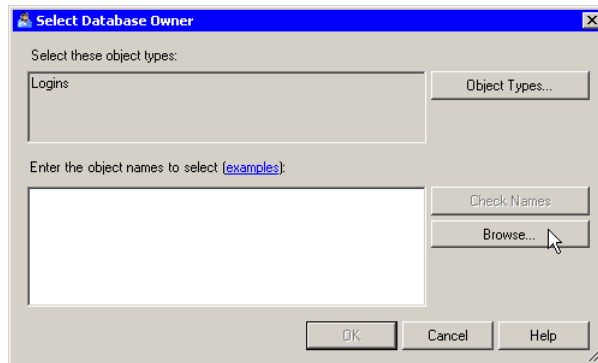 Select Database Owner
Select these object types:
Logins
Object Types...
Enter the object names to select (examples):
Check Names
Browse...
OK
Cancel
Help